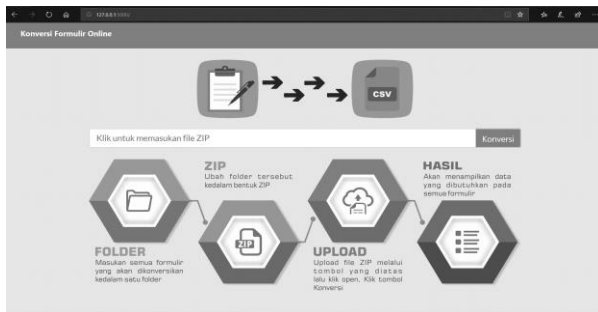 Konversi Formulir Online
CSV
Klik untuk memasukan file ZIP
Konversi
FOLDER
Masukan semua formulir
yang akan dikonversikan
kedalam satu folder
ZIP
Ubah folder tersebut
kedalam bentuk ZIP
ZIP
UPLOAD
Upload file ZIP melalui
tombol yang diatas
lalu klik open. Klik tombol
Konversi
HASIL
Akan menampilkan data
yang dibutuhkan pada
semua formulir